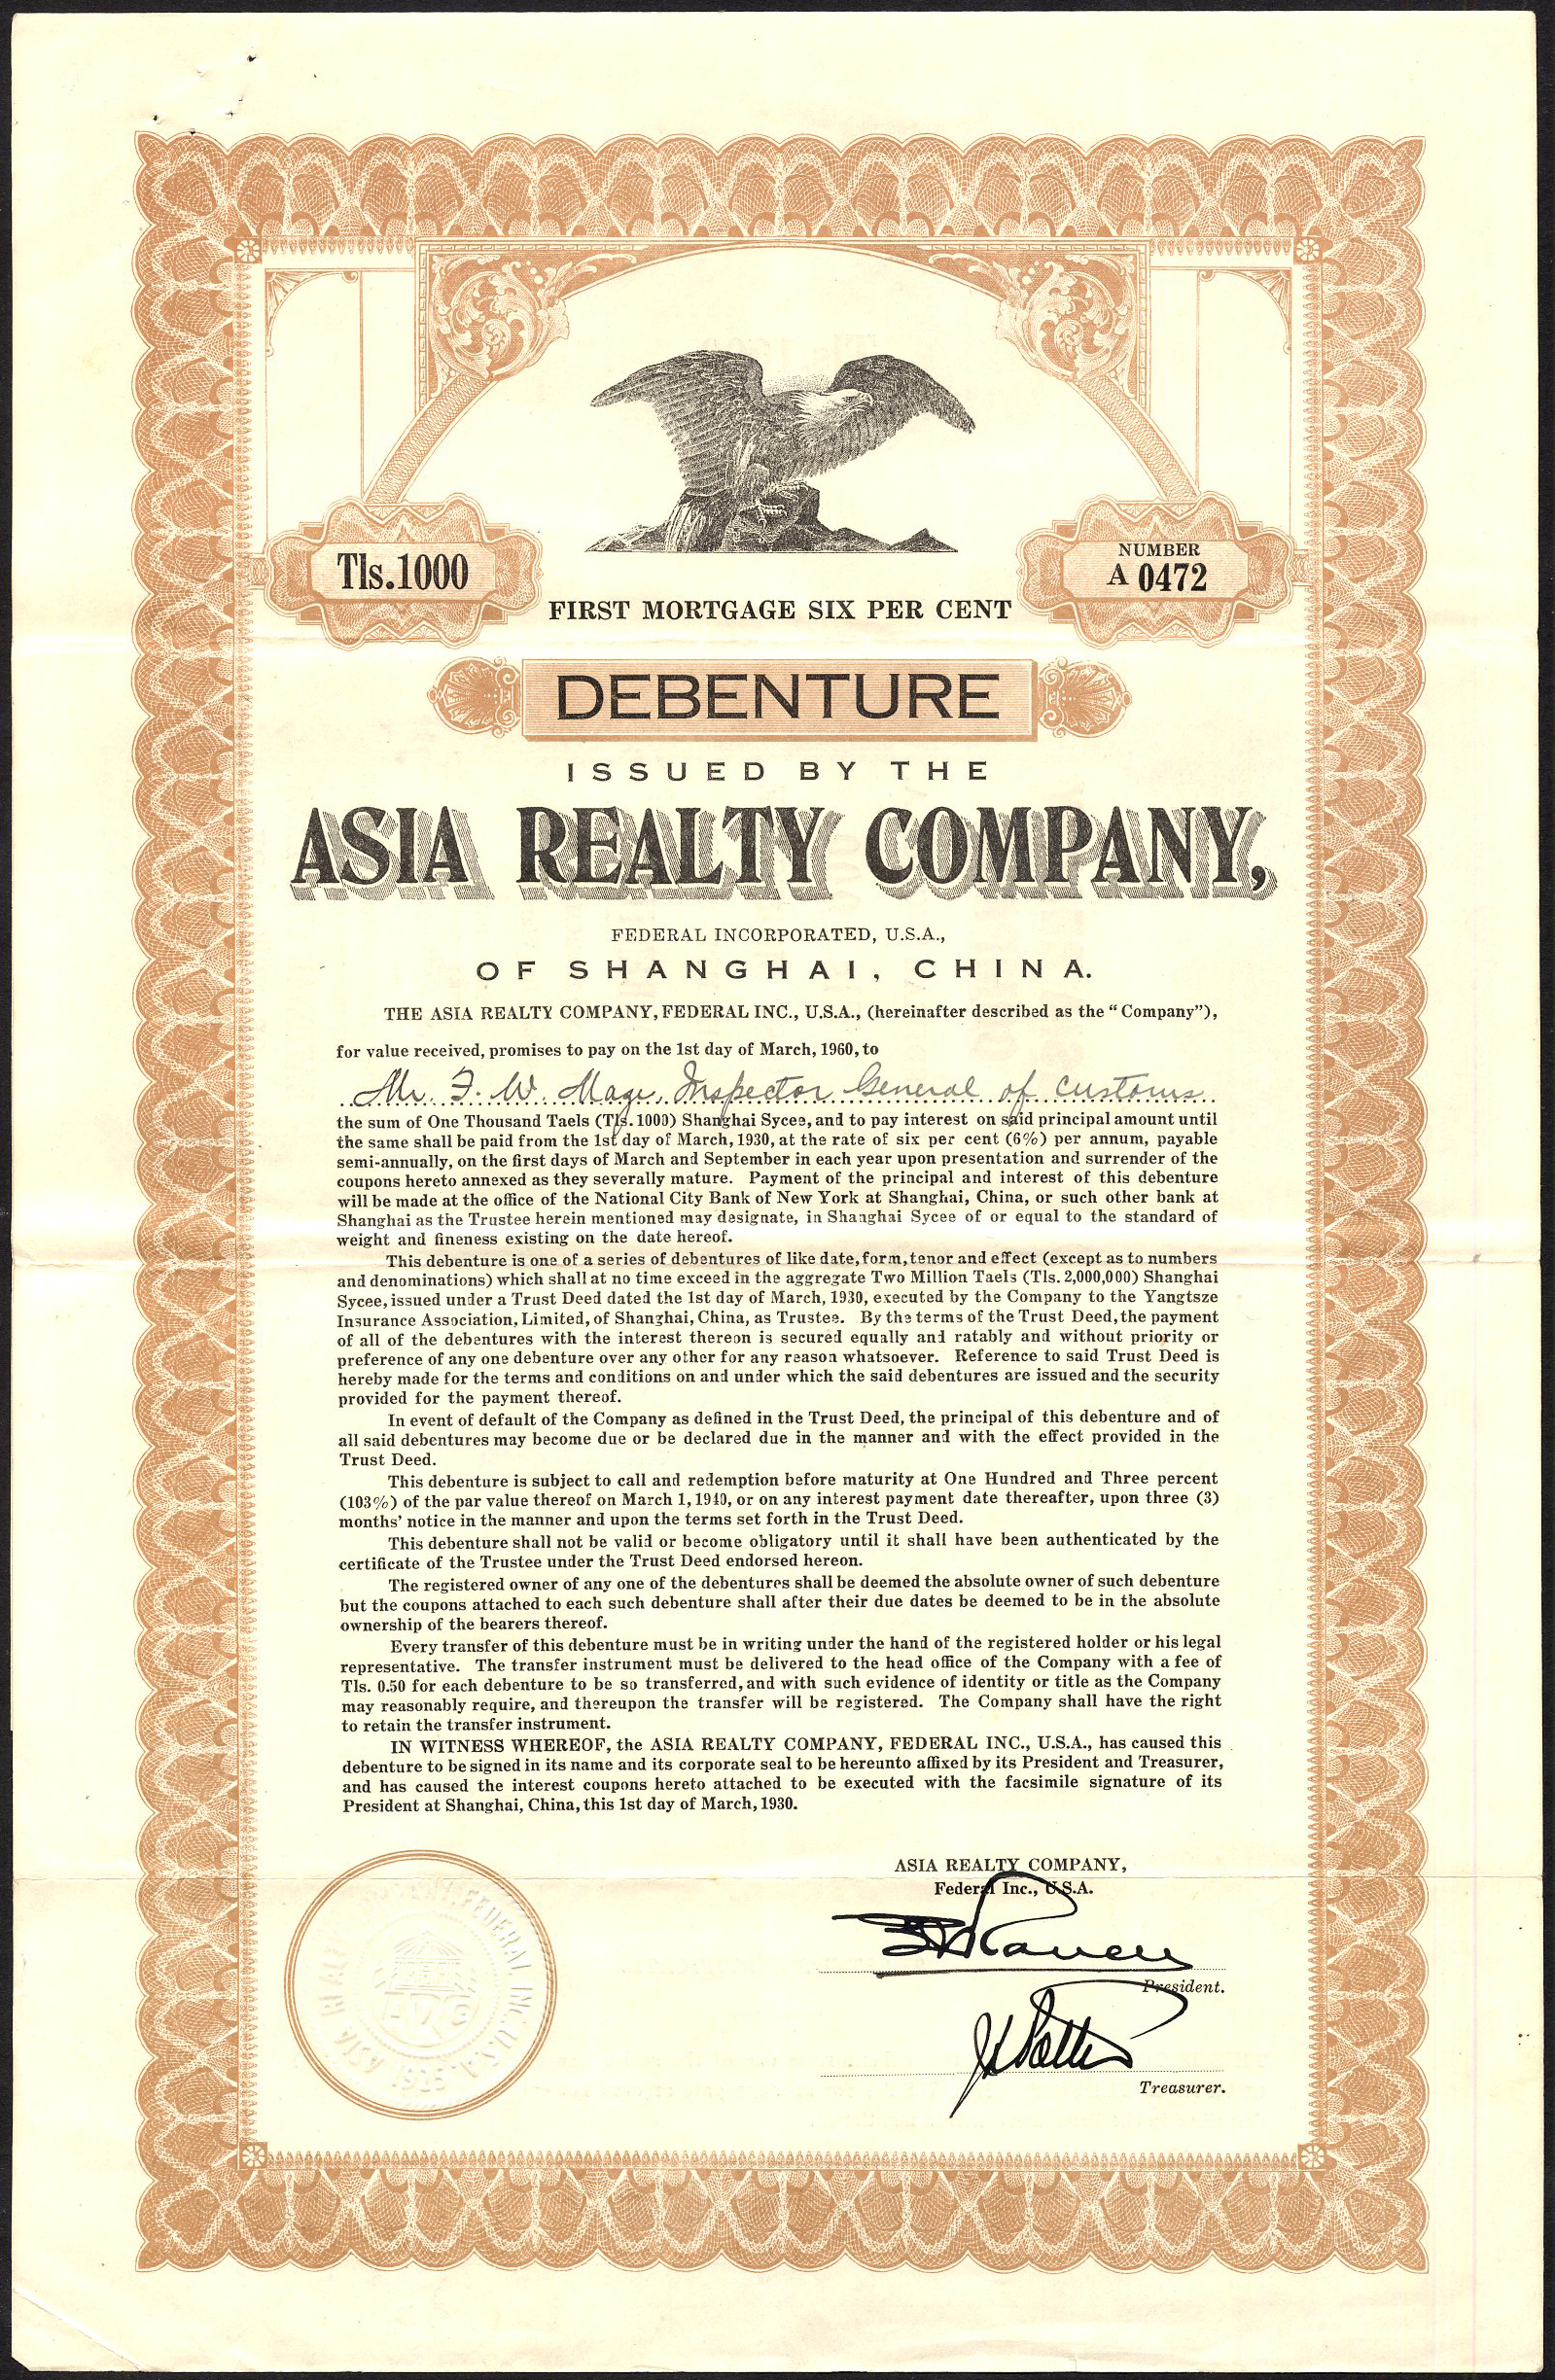 Tls.1000
NUMBER
A 0472
FIRST MORTGAGE SIX PER CENT
DEBENTURE
ISSUED BY THE
ASIA REALTY COMPANY,
FEDERAL INCORPORATED, U.S.A.,
OF SHANGHAI, CHINA.
THE ASIA REALTY COMPANY, FEDERAL INC., U.S.A., (hereinafter described as the "Company"),
for value received, promises to pay on the 1st day of March, 1960, to
Mr. F. W. Maze, Inspector General of Customs
the sum of One Thousand Taels (Tls. 1000) Shanghai Sycee, and to pay interest on said principal amount until
the same shall be paid from the 1st day of March, 1930, at the rate of six per cent (6%) per annum, payable
semi-annually, on the first days of March and September in each year upon presentation and surrender of the
coupons hereto annexed as they severally mature. Payment of the principal and interest of this debenture
will be made at the office of the National City Bank of New York at Shanghai, China, or such other bank at
Shanghai as the Trustee herein mentioned may designate, in Shanghai Sycee of or equal to the standard of
weight and fineness existing on the date hereof.
This debenture is one of a series of debentures of like date, form, tenor and effect (except as to numbers
and denominations) which shall at no time exceed in the aggregate Two Million Taels (Tls. 2,000,000) Shanghai
Sycee, issued under a Trust Deed dated the 1st day of March, 1930, executed by the Company to the Yangtsze
Insurance Association, Limited, of Shanghai, China, as Trustee. By the terms of the Trust Deed, the payment
of all of the debentures with the interest thereon is secured equally and ratably and without priority or
preference of any one debenture over any other for any reason whatsoever. Reference to said Trust Deed is
hereby made for the terms and conditions on and under which the said debentures are issued and the security
provided for the payment thereof.
In event of default of the Company as defined in the Trust Deed, the principal of this debenture and of
all said debentures may become due or be declared due in the manner and with the effect provided in the
Trust Deed.
This debenture is subject to call and redemption before maturity at One Hundred and Three percent
(103%) of the par value thereof on March 1, 1940, or on any interest payment date thereafter, upon three (3)
months' notice in the manner and upon the terms set forth in the Trust Deed.
This debenture shall not be valid or become obligatory until it shall have been authenticated by the
certificate of the Trustee under the Trust Deed endorsed hereon.
The registered owner of any one of the debentures shall be deemed the absolute owner of such debenture
but the coupons attached to each such debenture shall after their due dates be deemed to be in the absolute
ownership of the bearers thereof.
Every transfer of this debenture must be in writing under the hand of the registered holder or his legal
representative. The transfer instrument must be delivered to the head office of the Company with a fee of
Tls. 0.50 for each debenture to be so transferred, and with such evidence of identity or title as the Company
may reasonably require, and thereupon the transfer will be registered. The Company shall have the right
to retain the transfer instrument.
IN WITNESS WHEREOF, the ASIA REALTY COMPANY, FEDERAL INC., U.S.A., has caused this
debenture to be signed in its name and its corporate seal to be hereunto affixed by its President and Treasurer,
and has caused the interest coupons hereto attached to be executed with the facsimile signature of its
President at Shanghai, China, this 1st day of March, 1930.
ASIA REALTY COMPANY,
Federal Inc., U.S.A.
Raven
President.
Treasurer.